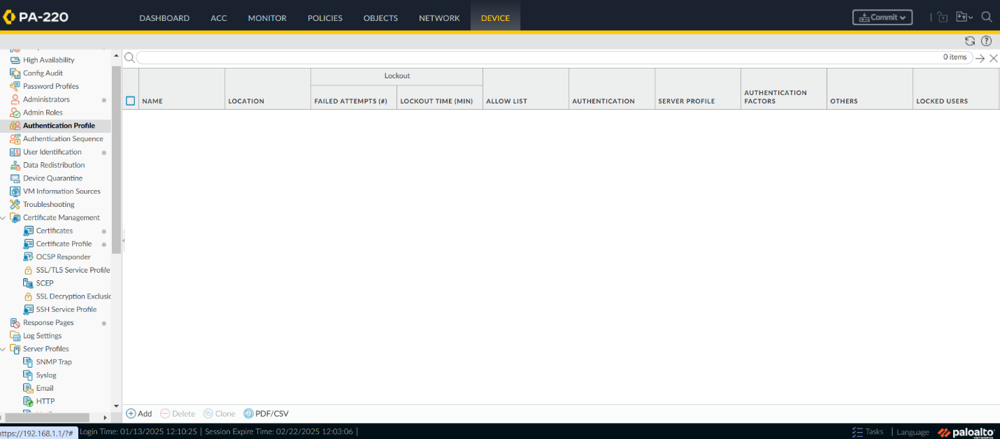 PA-220
DASHBOARD ACC MONITOR POLICIES OBJECTS NETWORK DEVICE Commit
High Availability
Config Audit
Password Profiles
Administrators
Admin Roles
Authentication Profile
Authentication Sequence
User Identification
Data Redistribution
Device Quarantine
VM Information Sources
Troubleshooting
Certificate Management
Certificates
Certificate Profile
OCSP Responder
SSL/TLS Service Profile
SCEP
SSL Decryption Exclusio
SSH Service Profile
Response Pages
Log Settings
Server Profiles
SNMP Trap
Syslog
Email
HTTP
0 items
Lockout
NAME LOCATION FAILED ATTEMPTS (#) LOCKOUT TIME (MIN) ALLOW LIST AUTHENTICATION SERVER PROFILE AUTHENTICATION FACTORS OTHERS LOCKED USERS
Add Delete Clone PDF/CSV
https://192.168.1.1/?# Login Time: 01/13/2025 12:10:25 | Session Expire Time: 02/22/2025 12:03:06 | Tasks | Language paloalto NETWORKS